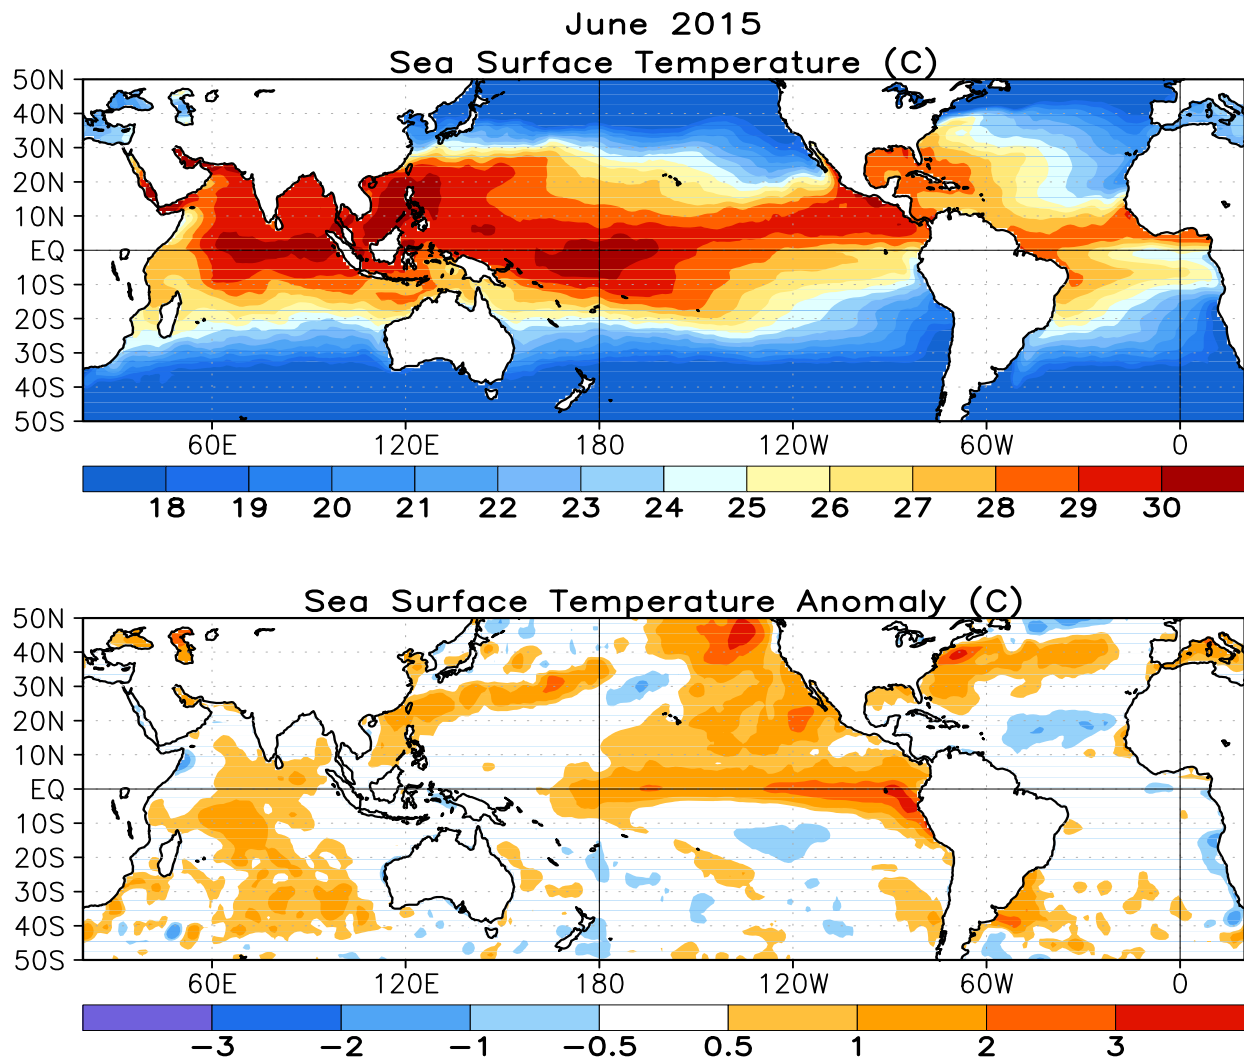 June 2015
Sea Surface Temperature (C)
50N
40N
30N
20N
10N
EQ
10S
20S
30S
40S
50S
60E 120E 180 120W 60W 0
18 19 20 21 22 23 24 25 26 27 28 29 30
Sea Surface Temperature Anomaly (C)
50N
40N
30N
20N
10N
EQ
10S
20S
30S
40S
50S
60E 120E 180 120W 60W 0
−3 −2 −1 −0.5 0.5 1 2 3